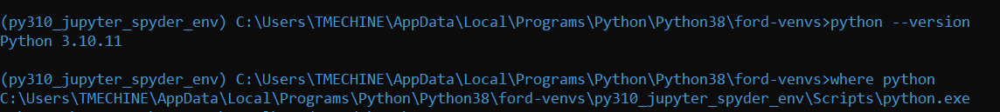 (py310_jupyter_spyder_env) C:\Users\TMECHINE\AppData\Local\Programs\Python\Python38\ford-venvs>python --version
Python 3.10.11
(py310_jupyter_spyder_env) C:\Users\TMECHINE\AppData\Local\Programs\Python\Python38\ford-venvs>where python
C:\Users\TMECHINE\AppData\Local\Programs\Python\Python38\ford-venvs\py310_jupyter_spyder_env\Scripts\python.exe